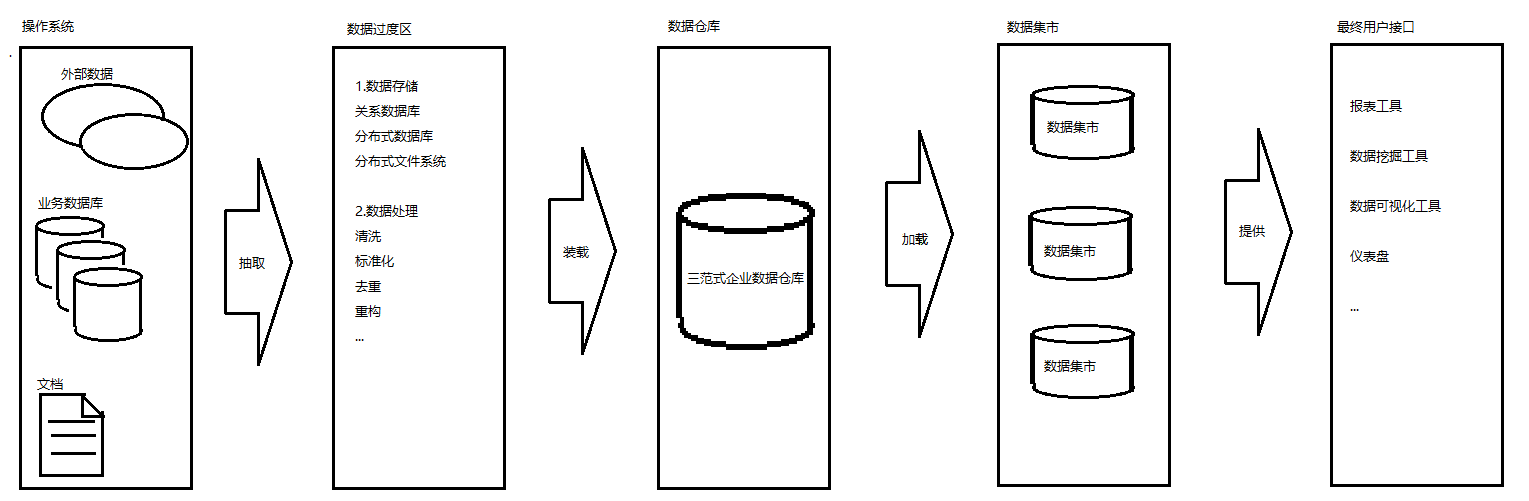 操作系统
外部数据
业务数据库
文档
抽取
数据过度区
1.数据存储
关系数据库
分布式数据库
分布式文件系统
2.数据处理
清洗
标准化
去重
重构
...
装载
数据仓库
三范式企业数据仓库
加载
数据集市
数据集市
数据集市
数据集市
提供
最终用户接口
报表工具
数据挖掘工具
数据可视化工具
仪表盘
...